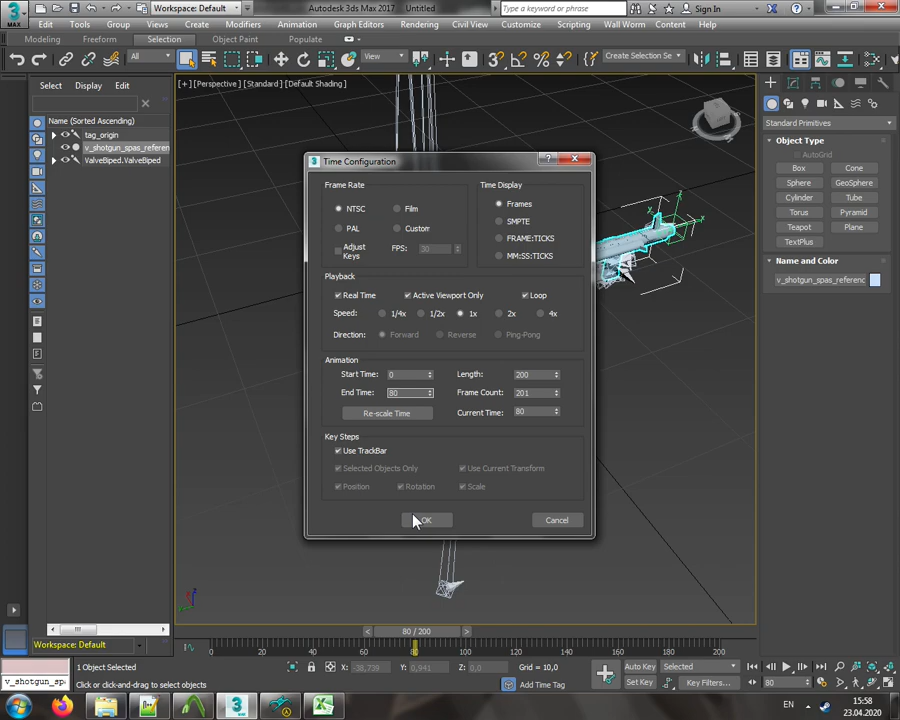 MAX
Workspace: Default
Autodesk 3ds Max 2017
Untitled
Type a keyword or phrase
Sign In
Edit
Tools
Group
Views
Create
Modifiers
Animation
Graph Editors
Rendering
Civil View
Customize
Scripting
Wall Worm
Content
Help
Modeling
Freeform
Selection
Object Paint
Populate
All
View
Create Selection Se
Select
Display
Edit
Name (Sorted Ascending)
tag_origin
v_shotgun_spas_referen
ValveBiped.ValveBiped
[+] [Perspective] [Standard] [Default Shading]
Standard Primitives
Object Type
AutoGrid
Box
Cone
Sphere
GeoSphere
Cylinder
Tube
Torus
Pyramid
Teapot
Plane
TextPlus
Name and Color
v_shotgun_spas_referenc
Time Configuration
Frame Rate
NTSC
Film
PAL
Custom
Adjust Keys
FPS: 30
Time Display
Frames
SMPTE
FRAME:TICKS
MM:SS:TICKS
Playback
Real Time
Active Viewport Only
Loop
Speed:
1/4x
1/2x
1x
2x
4x
Direction:
Forward
Reverse
Ping-Pong
Animation
Start Time: 0
Length: 200
End Time: 80
Frame Count: 201
Re-scale Time
Current Time: 80
Key Steps
Use TrackBar
Selected Objects Only
Use Current Transform
Position
Rotation
Scale
OK
Cancel
80 / 200
Workspace: Default
0 20 40 60 80 100 120 140 160 180 200
1 Object Selected
X: -38,739
Y: 0,941
Z: 0,0
Grid = 10,0
Auto Key
Selected
v_shotgun_sp
Click or click-and-drag to select objects
Add Time Tag
Set Key
Key Filters...
80
EN
15:58
23.04.2020